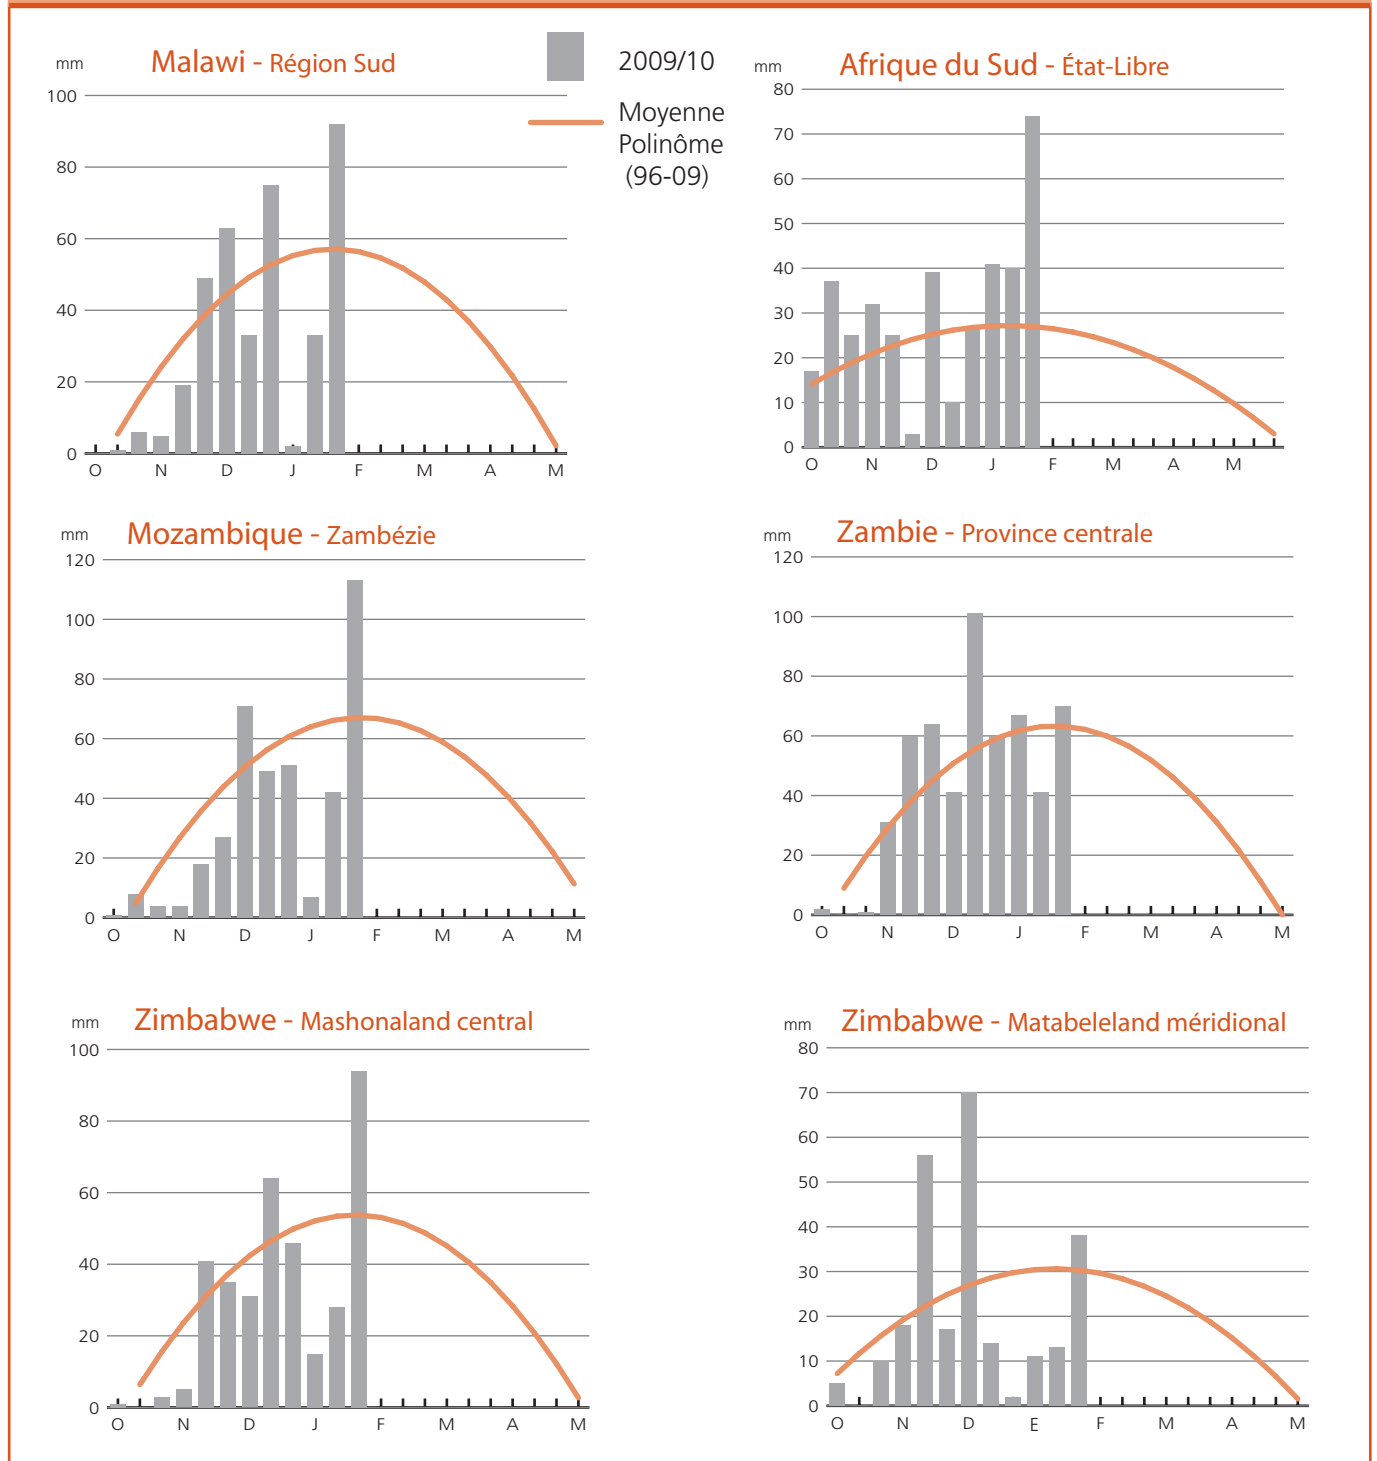 mm
Malawi - Région Sud
100
80
60
40
20
0
O N D J F M A M
2009/10
Moyenne
Polinôme
(96-09)
mm
Afrique du Sud - État-Libre
80
70
60
50
40
30
20
10
0
O N D J F M A M
mm
Mozambique - Zambézie
120
100
80
60
40
20
0
O N D J F M A M
mm
Zambie - Province centrale
120
100
80
60
40
20
0
O N D J F M A M
mm
Zimbabwe - Mashonaland central
100
80
60
40
20
0
O N D J F M A M
mm
Zimbabwe - Matabeleland méridional
80
70
60
50
40
30
20
10
0
O N D E F M A M